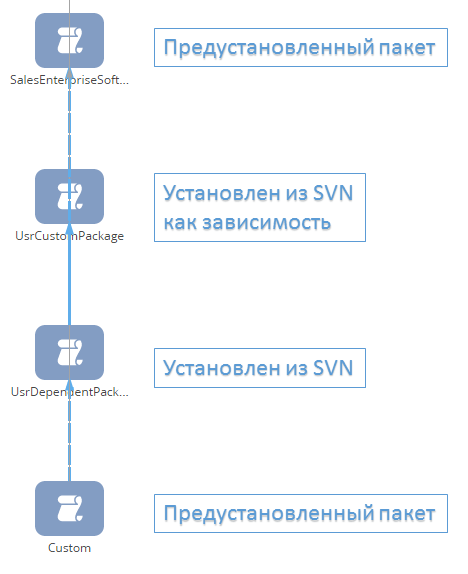 Предустановленный пакет
SalesEnterpriseSoft...
Установлен из SVN
как зависимость
UsrCustomPackage
Установлен из SVN
UsrDependentPack...
Предустановленный пакет
Custom